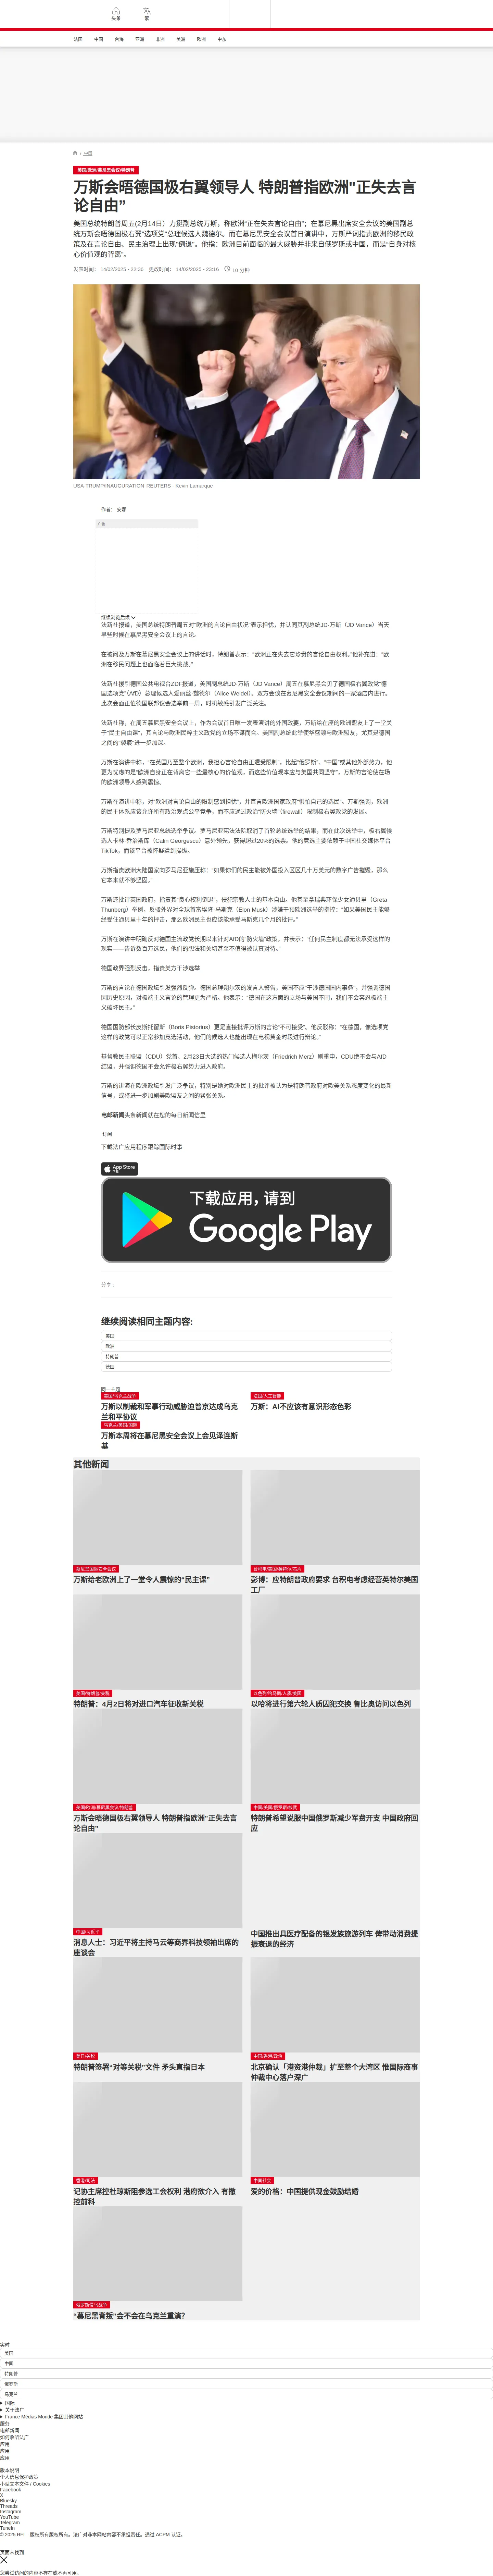 头条
繁
法国
中国
台海
亚洲
非洲
美洲
欧洲
中东
/ 中国
美国/欧洲/慕尼黑会议/特朗普
万斯会晤德国极右翼领导人 特朗普指欧洲"正失去言
论自由”
美国总统特朗普周五(2月14日）力挺副总统万斯，称欧洲“正在失去言论自由”；在慕尼黑出席安全会议的美国副总
统万斯会晤德国极右翼“选项党”总理候选人魏德尔。而在慕尼黑安全会议首日演讲中，万斯严词指责欧洲的移民政
策及在言论自由、民主治理上出现“倒退”。他指：欧洲目前面临的最大威胁并非来自俄罗斯或中国，而是“自身对核
心价值观的背离”。
发表时间： 14/02/2025 - 22:36 更改时间： 14/02/2025 - 23:16 10 分钟
USA-TRUMP/INAUGURATION REUTERS - Kevin Lamarque
作者： 安娜
广告
继续浏览后续
法新社报道，美国总统特朗普周五对“欧洲的言论自由状况”表示担忧，并认同其副总统JD·万斯（JD Vance）当天
早些时候在慕尼黑安全会议上的言论。
在被问及万斯在慕尼黑安全会议上的讲话时，特朗普表示：“欧洲正在失去它珍贵的言论自由权利。”他补充道：“欧
洲在移民问题上也面临着巨大挑战。”
法新社援引德国公共电视台ZDF报道，美国副总统JD·万斯（JD Vance）周五在慕尼黑会见了德国极右翼政党“德
国选项党”（AfD）总理候选人爱丽丝·魏德尔（Alice Weidel）。双方会谈在慕尼黑安全会议期间的一家酒店内进行。
此次会面正值德国联邦议会选举前一周，时机敏感引发广泛关注。
法新社称，在周五慕尼黑安全会议上，作为会议首日唯一发表演讲的外国政要，万斯给在座的欧洲盟友上了一堂关
于“民主自由课”，其言论与欧洲民粹主义政党的立场不谋而合。美国副总统此举使华盛顿与欧洲盟友，尤其是德国
之间的“裂痕”进一步加深。
万斯在演讲中称，“在英国乃至整个欧洲，我担心言论自由正遭受限制”，比起“俄罗斯”、“中国”或其他外部势力，他
更为忧虑的是“欧洲自身正在背离它一些最核心的价值观，而这些价值观本应与美国共同坚守”。万斯的言论使在场
的欧洲领导人感到震惊。
万斯在演讲中称，对“欧洲对言论自由的限制感到担忧”，并直言欧洲国家政府“惧怕自己的选民”。万斯强调，欧洲
的民主体系应该允许所有政治观点公平竞争，而不应通过政治“防火墙”（firewall）限制极右翼政党的发展。
万斯特别提及罗马尼亚总统选举争议。罗马尼亚宪法法院取消了首轮总统选举的结果，而在此次选举中，极右翼候
选人卡林·乔治斯库（Calin Georgescu）意外领先，获得超过20%的选票。他的竞选主要依赖于中国社交媒体平台
TikTok，而该平台被怀疑遭到操纵。
万斯指责欧洲大陆国家向罗马尼亚施压称：“如果你们的民主能被外国投入区区几十万美元的数字广告摧毁，那么
它本来就不够坚固。”
万斯还批评英国政府，指责其“良心权利倒退”，侵犯宗教人士的基本自由。他甚至拿瑞典环保少女通贝里（Greta
Thunberg）举例，反驳外界对全球首富埃隆·马斯克（Elon Musk）涉嫌干预欧洲选举的指控：“如果美国民主能够
经受住通贝里十年的抨击，那么欧洲民主也应该能承受马斯克几个月的批评。”
万斯在演讲中明确反对德国主流政党长期以来针对AfD的“防火墙”政策，并表示：“任何民主制度都无法承受这样的
现实——告诉数百万选民，他们的想法和关切甚至不值得被认真对待。”
德国政界强烈反击，指责美方干涉选举
万斯的言论在德国政坛引发强烈反弹。德国总理朔尔茨的发言人警告，美国不应“干涉德国国内事务”，并强调德国
因历史原因，对极端主义言论的管理更为严格。他表示：“德国在这方面的立场与美国不同，我们不会容忍极端主
义破坏民主。”
德国国防部长皮斯托留斯（Boris Pistorius）更是直接批评万斯的言论“不可接受”。他反驳称：“在德国，像选项党
这样的政党可以正常参加竞选活动，他们的候选人也能出现在电视黄金时段进行辩论。”
基督教民主联盟（CDU）党首、2月23日大选的热门候选人梅尔茨（Friedrich Merz）则重申，CDU绝不会与AfD
结盟，并强调德国不会允许极右翼势力进入政府。
万斯的讲演在欧洲政坛引发广泛争议，特别是她对欧洲民主的批评被认为是特朗普政府对欧美关系态度变化的最新
信号，或将进一步加剧美欧盟友之间的紧张关系。
电邮新闻头条新闻就在您的每日新闻信里
订阅
下载法广应用程序跟踪国际时事
App Store
下载应用，请到
Google Play
分享 :
继续阅读相同主题内容:
美国
欧洲
特朗普
德国
同一主题
美国/乌克兰战争
万斯以制裁和军事行动威胁迫普京达成乌克
兰和平协议
法国/人工智能
万斯：AI不应该有意识形态色彩
乌克兰/美国/国际
万斯本周将在慕尼黑安全会议上会见泽连斯
基
其他新闻
慕尼黑国际安全会议
万斯给老欧洲上了一堂令人震惊的“民主课”
台积电/美国/英特尔/芯片
彭博：应特朗普政府要求 台积电考虑经营英特尔美国
工厂
美国/特朗普/关税
特朗普：4月2日将对进口汽车征收新关税
以色列/哈马斯/人质/美国
以哈将进行第六轮人质囚犯交换 鲁比奥访问以色列
美国/欧洲/慕尼黑会议/特朗普
万斯会晤德国极右翼领导人 特朗普指欧洲"正失去言
论自由”
中国/美国/俄罗斯/核武
特朗普希望说服中国俄罗斯减少军费开支 中国政府回
应
中国/习近平
消息人士：习近平将主持马云等商界科技领袖出席的
座谈会
中国推出具医疗配备的银发族旅游列车 俾带动消费提
振衰退的经济
美日/关税
特朗普签署“对等关税”文件 矛头直指日本
中国/香港/政治
北京确认「港资港仲裁」扩至整个大湾区 惟国际商事
仲裁中心落户深广
香港/司法
记协主席控杜琼斯阻参选工会权利 港府欲介入 有撤
控前科
中国社会
爱的价格：中国提供现金鼓励结婚
俄罗斯侵乌战争
“慕尼黑背叛”会不会在乌克兰重演？
实时
美国
中国
特朗普
俄罗斯
乌克兰
国际
关于法广
France Médias Monde 集团其他网站
服务
电邮新闻
如何收听法广
应用
应用
应用
版本说明
个人信息保护政策
小型文本文件 / Cookies
Facebook
X
Bluesky
Threads
Instagram
YouTube
Telegram
TuneIn
© 2025 RFI – 版权所有版权所有。法广对非本网站内容不承担责任。通过 ACPM 认证。
页面未找到
您尝试访问的内容不存在或不再可用。